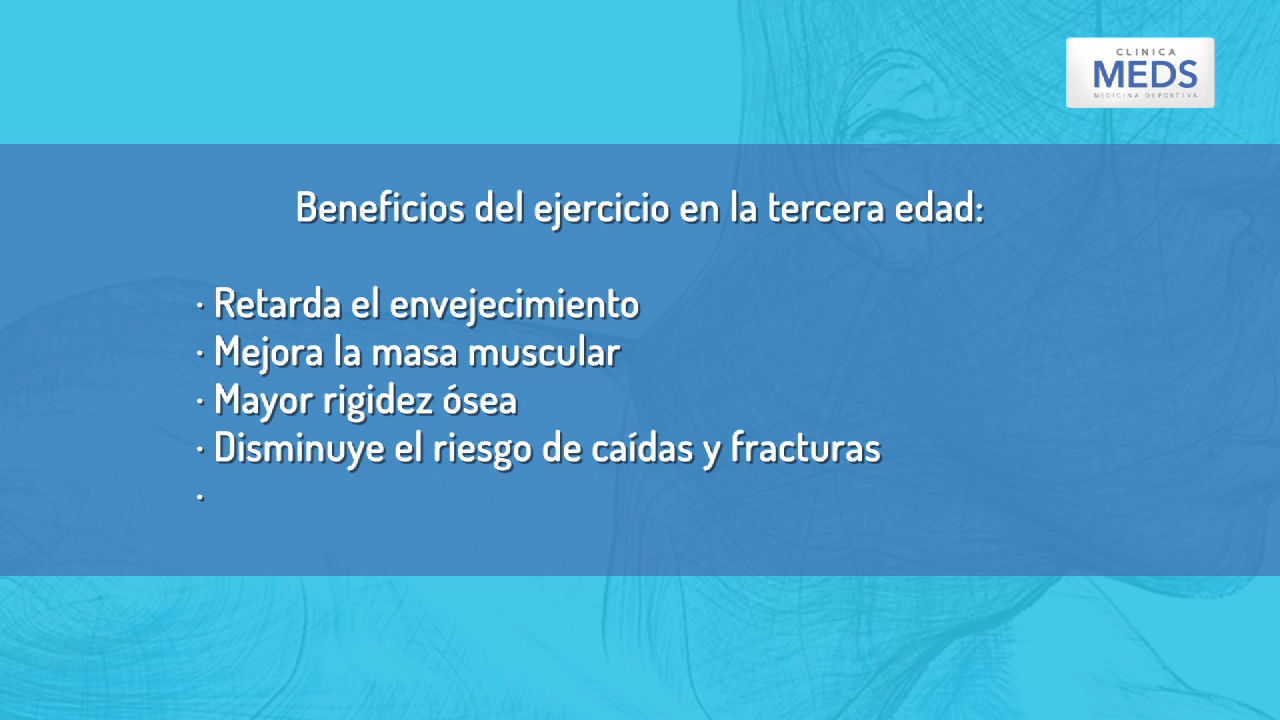 CLINICA
MEDS
MEDICINA DEPORTIVA
Beneficios del ejercicio en la tercera edad:
· Retarda el envejecimiento
· Mejora la masa muscular
· Mayor rigidez ósea
· Disminuye el riesgo de caídas y fracturas
·